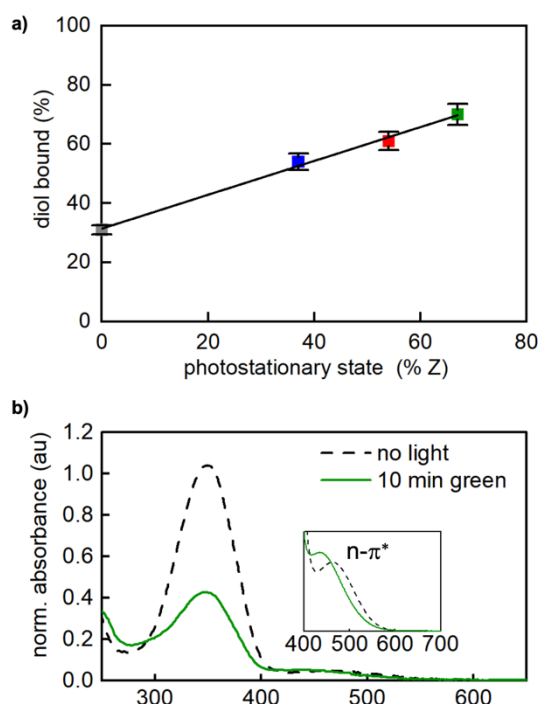 a)
100
80
60
40
20
0
diol bound (%)
0 20 40 60 80
photostationary state (% Z)
b)
1.2
1.0
0.8
0.6
0.4
0.2
0.0
norm. absorbance (au)
no light
10 min green
n-π*
400 500 600 700
300 400 500 600